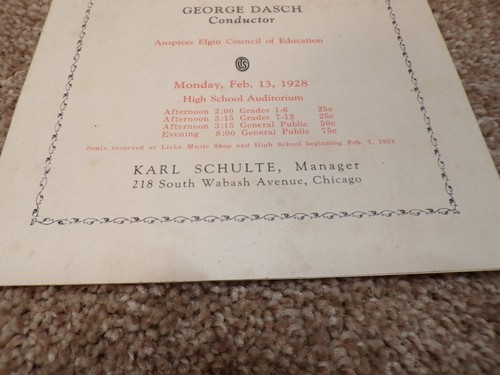 GEORGE DASCH
Conductor
Auspices Elgin Council of Education
Monday, Feb. 13, 1928
High School Auditorium
Afternoon 2:00 Grades 1-6 25c
Afternoon 3:15 Grades 7-12 25c
Afternoon 3:15 General Public 50c
Evening 8:00 General Public 75c
Seats reserved at Licks Music Shop and High School beginning Feb. 7, 1928
KARL SCHULTE, Manager
218 South Wabash Avenue, Chicago